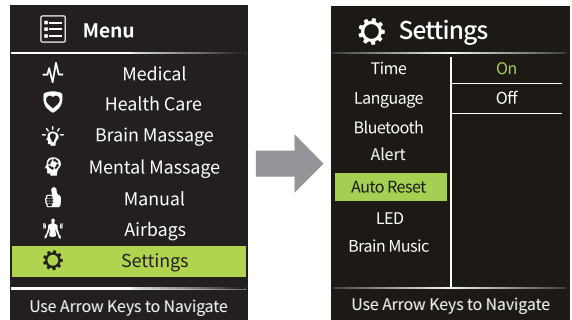 Menu
Medical
Health Care
Brain Massage
Mental Massage
Manual
Airbags
Settings
Use Arrow Keys to Navigate
Settings
Time
On
Language
Off
Bluetooth
Alert
Auto Reset
LED
Brain Music
Use Arrow Keys to Navigate